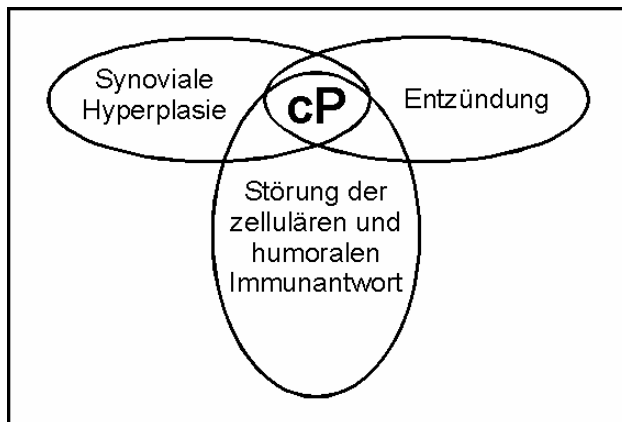 Synoviale
Hyperplasie
cP
Entzündung
Störung der
zellulären und
humoralen
Immunantwort